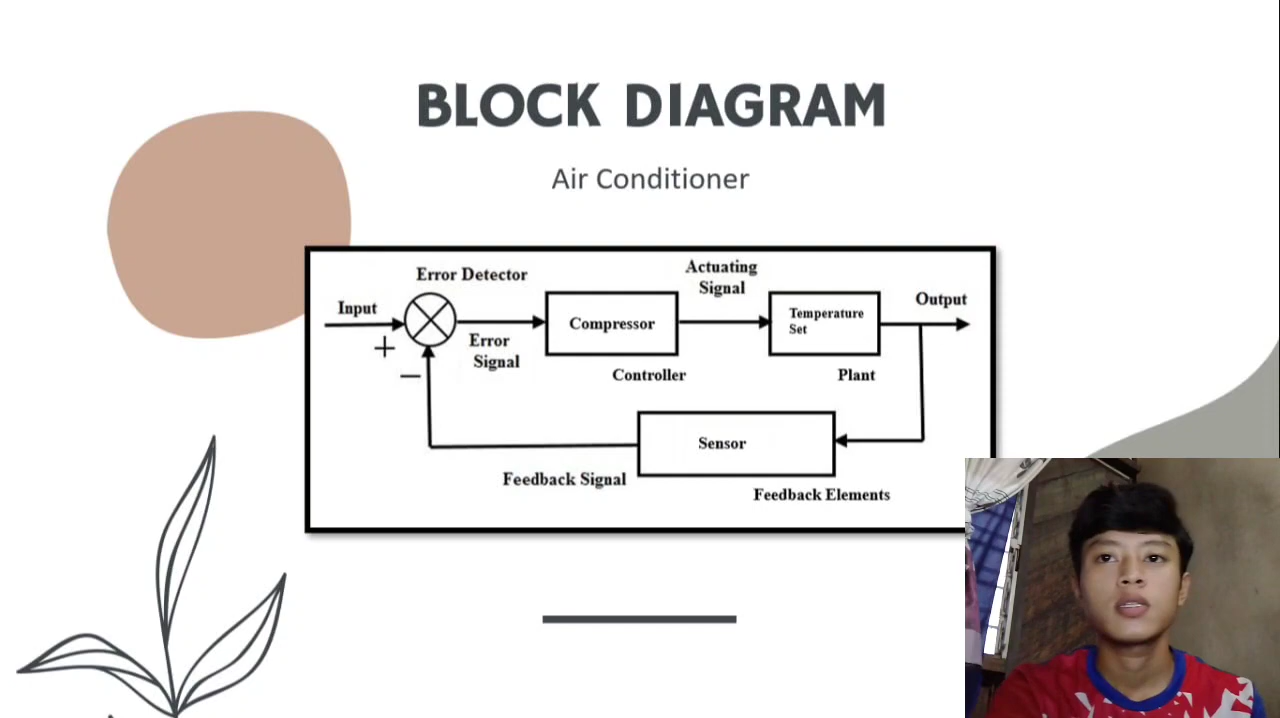 BLOCK DIAGRAM
Air Conditioner
Error Detector
Actuating
Signal
Input
Output
+
Error
Signal
−
Compressor
Temperature
Set
Controller
Plant
Sensor
Feedback Signal
Feedback Elements